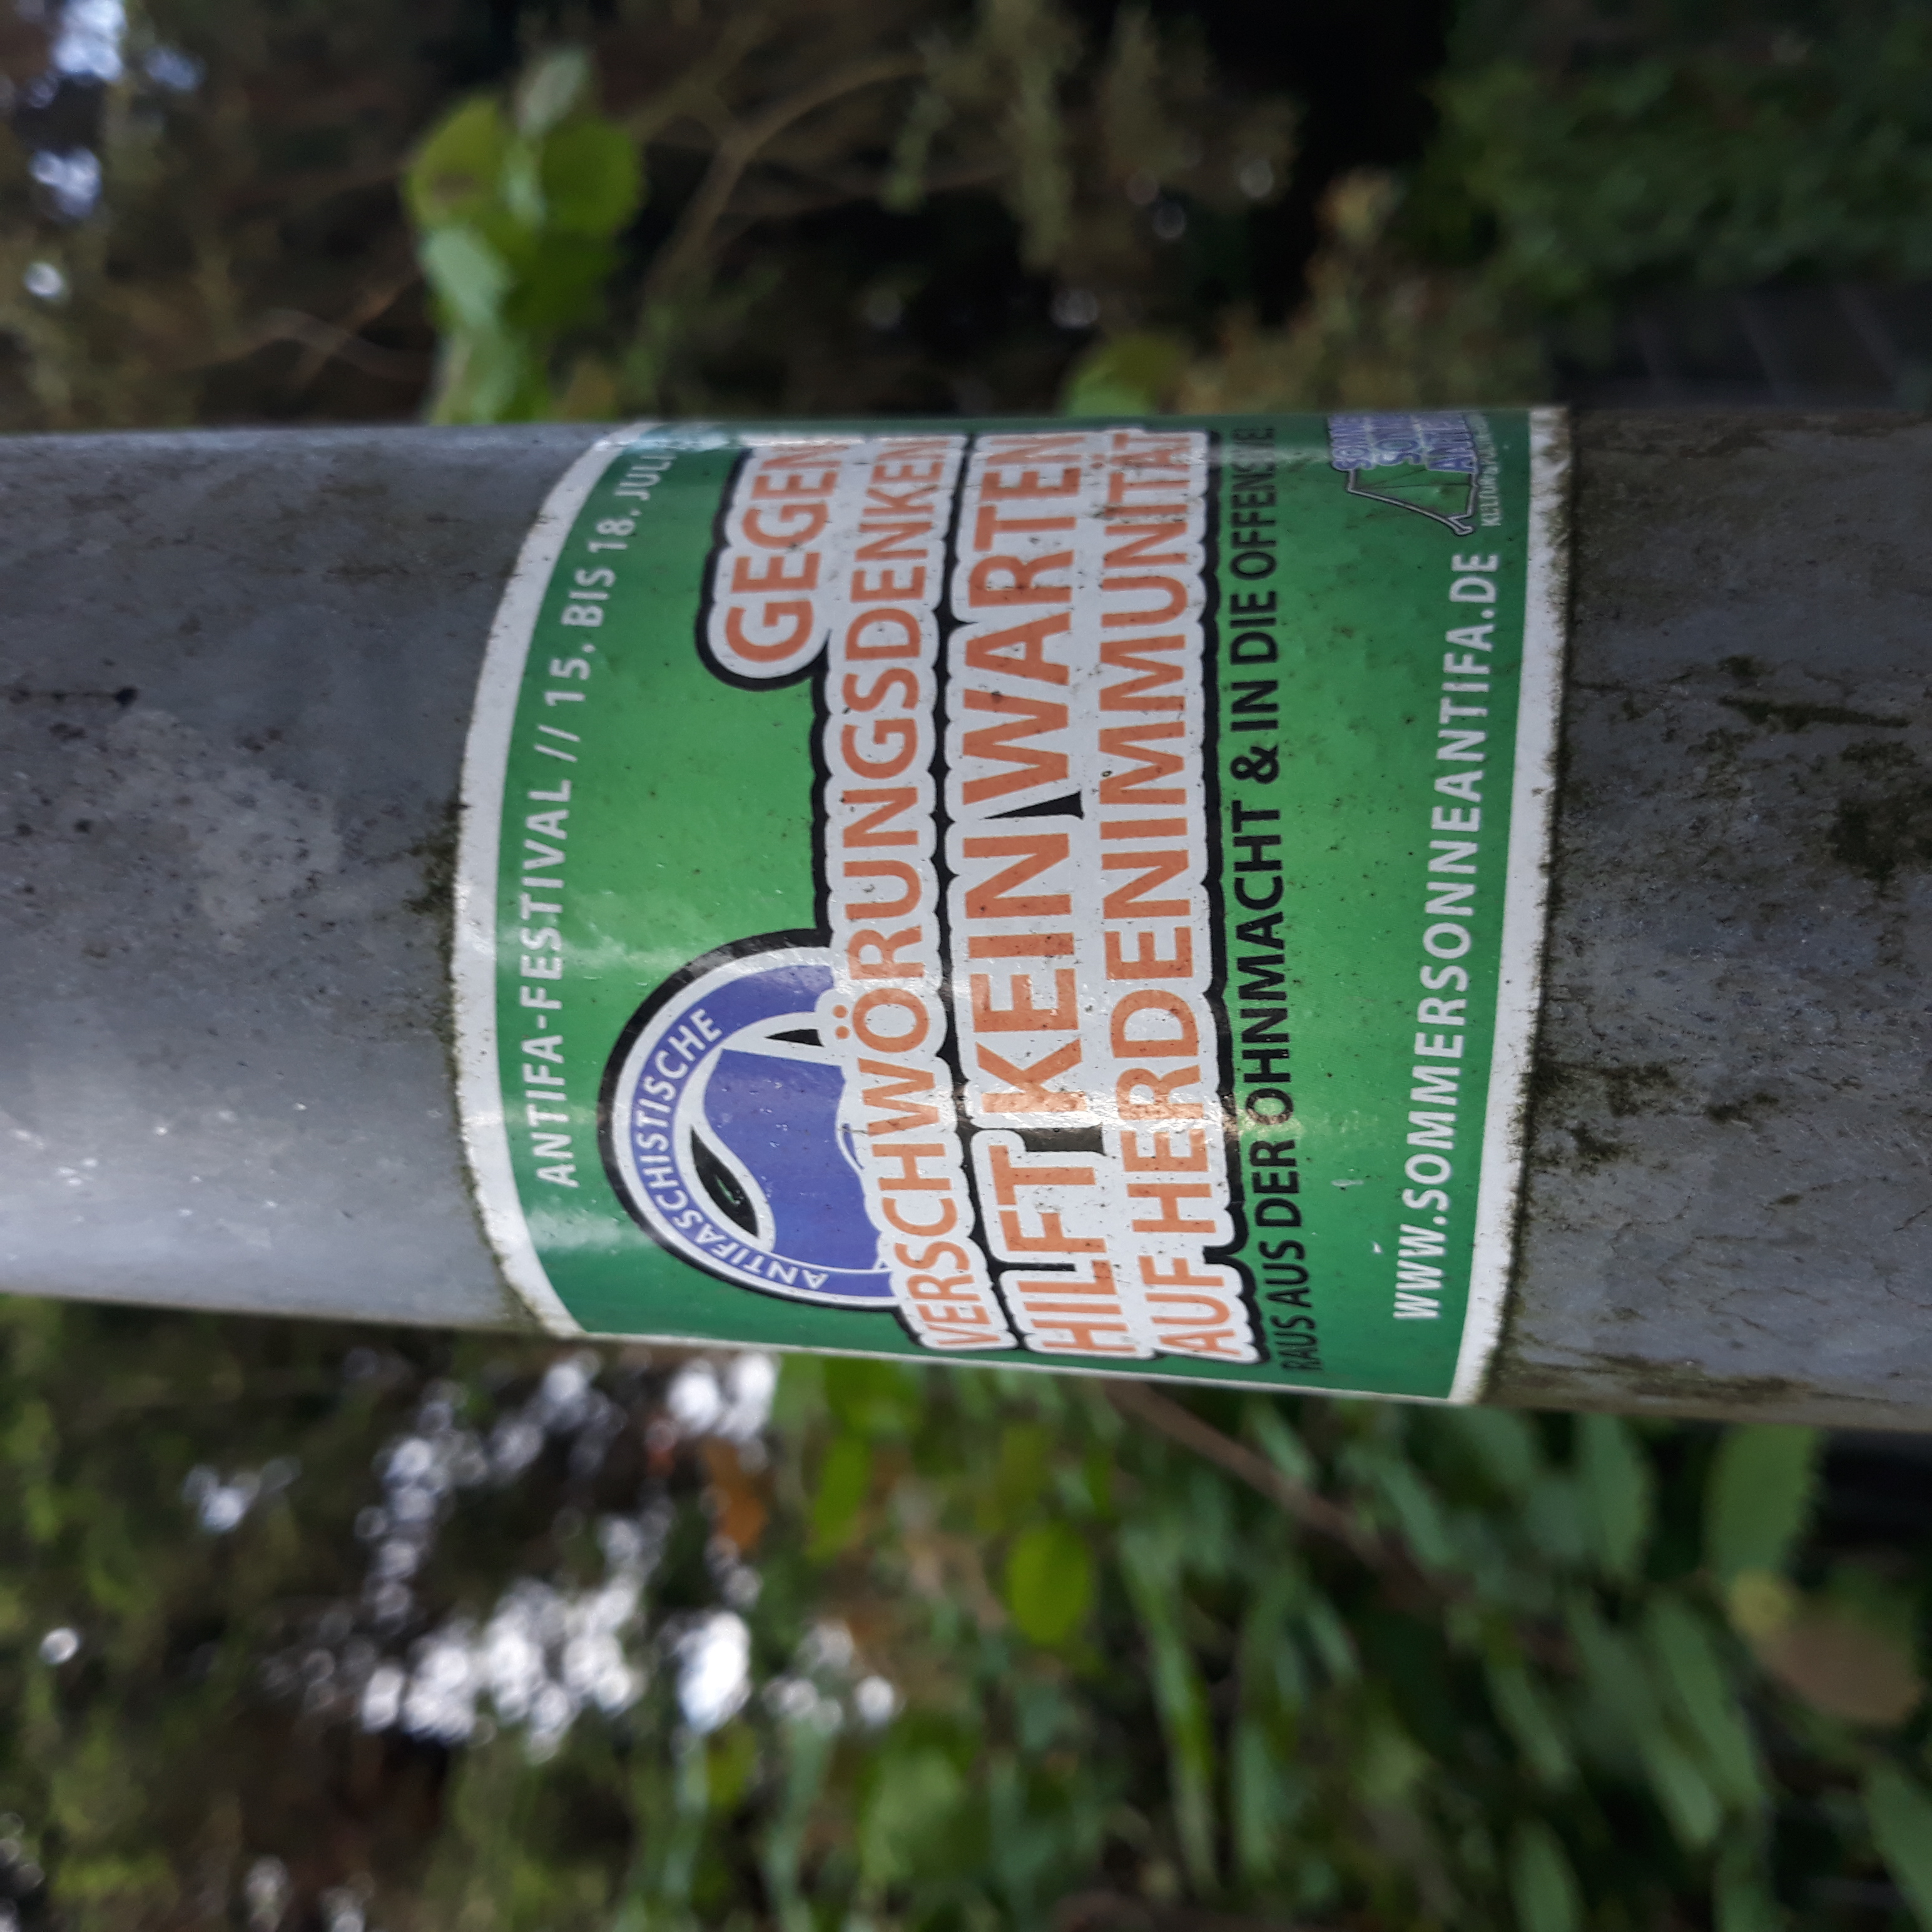 ANTIFA-FESTIVAL // 15. BIS 18. JULI
ANTIFASCHISTISCHE
GEGEN
VERSCHWÖRUNGSDENKEN
HILFT KEIN WARTEN
AUF HERDENIMMUNITÄT
RAUS AUS DER OHNMACHT & IN DIE OFFENSIVE!
WWW.SOMMERSONNEANTIFA.DE